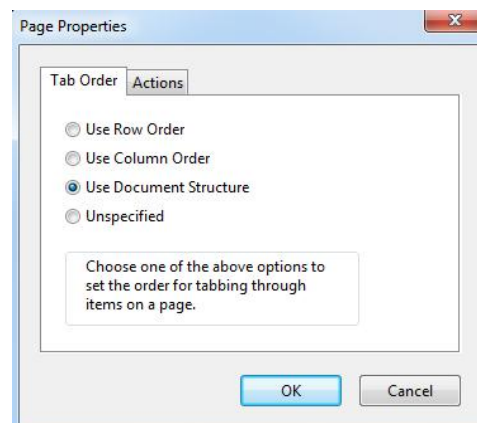 Page Properties
Tab Order Actions
Use Row Order
Use Column Order
Use Document Structure
Unspecified
Choose one of the above options to
set the order for tabbing through
items on a page.
OK Cancel